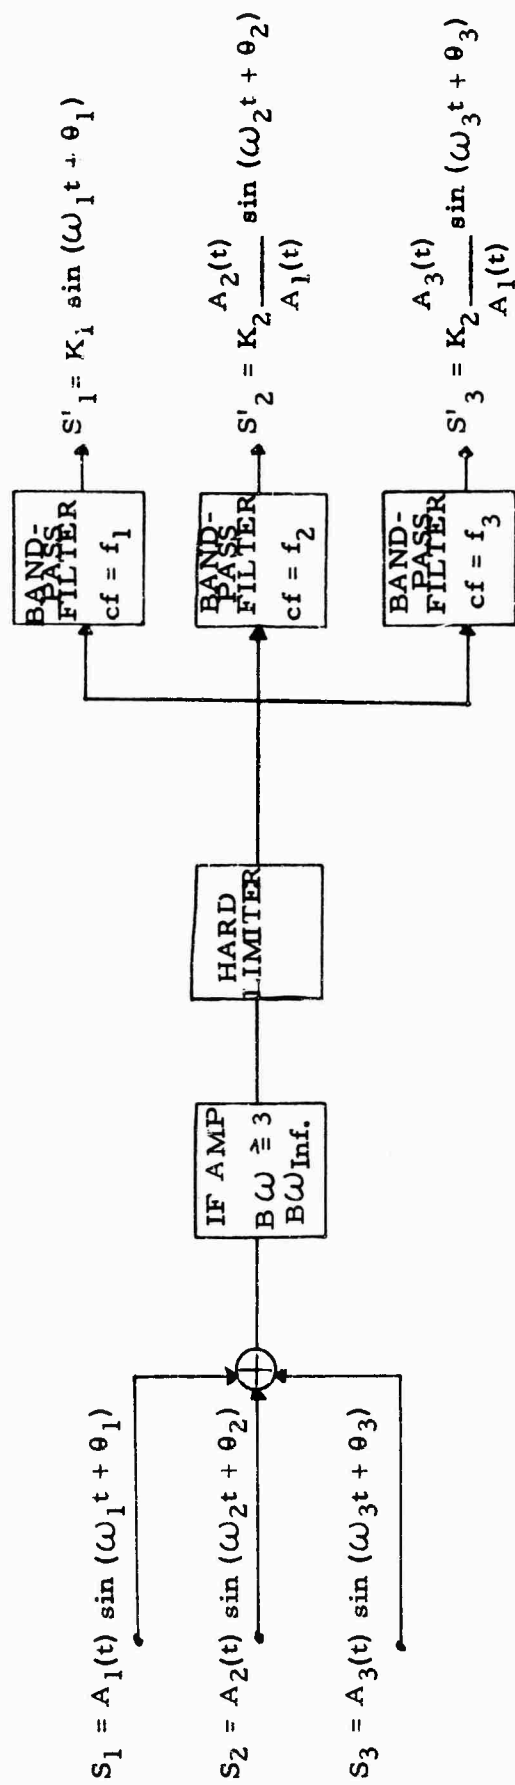 S1 = A1(t) sin (ω1t + θ1)
S2 = A2(t) sin (ω2t + θ2)
S3 = A3(t) sin (ω3t + θ3)
IF AMP
Bω ≅ 3
BωInf.
HARD
LIMITER
BAND-
PASS
FILTER
cf = f1
BAND-
PASS
FILTER
cf = f2
BAND-
PASS
FILTER
cf = f3
S'1 = K1 sin (ω1t + θ1)
S'2 = K2 A2(t)/A1(t) sin (ω2t + θ2)
S'3 = K2 A3(t)/A1(t) sin (ω3t + θ3)